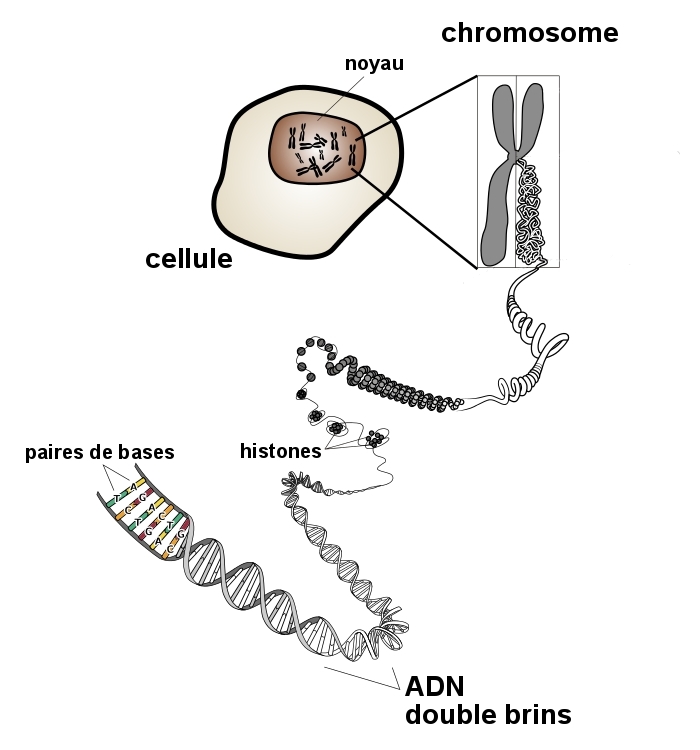 chromosome
noyau
cellule
paires de bases
histones
T A
C G
A
T C
G T
A G
C
ADN
double brins